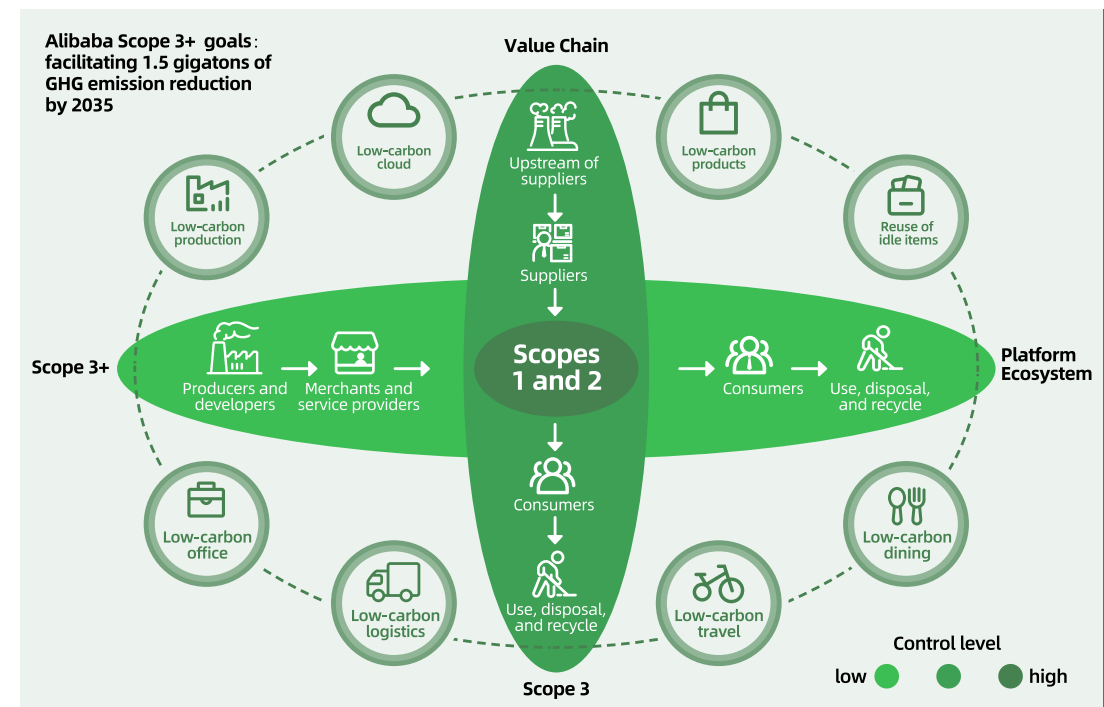 Alibaba Scope 3+ goals:
facilitating 1.5 gigatons of
GHG emission reduction
by 2035
Value Chain
Low-carbon
cloud
Low-carbon
products
Upstream of
suppliers
Low-carbon
production
Reuse of
idle items
Suppliers
Scope 3+
Producers and
developers
Merchants and
service providers
Scopes
1 and 2
Consumers
Use, disposal,
and recycle
Platform
Ecosystem
Consumers
Low-carbon
office
Low-carbon
dining
Use, disposal,
and recycle
Low-carbon
logistics
Low-carbon
travel
Scope 3
Control level
low
high